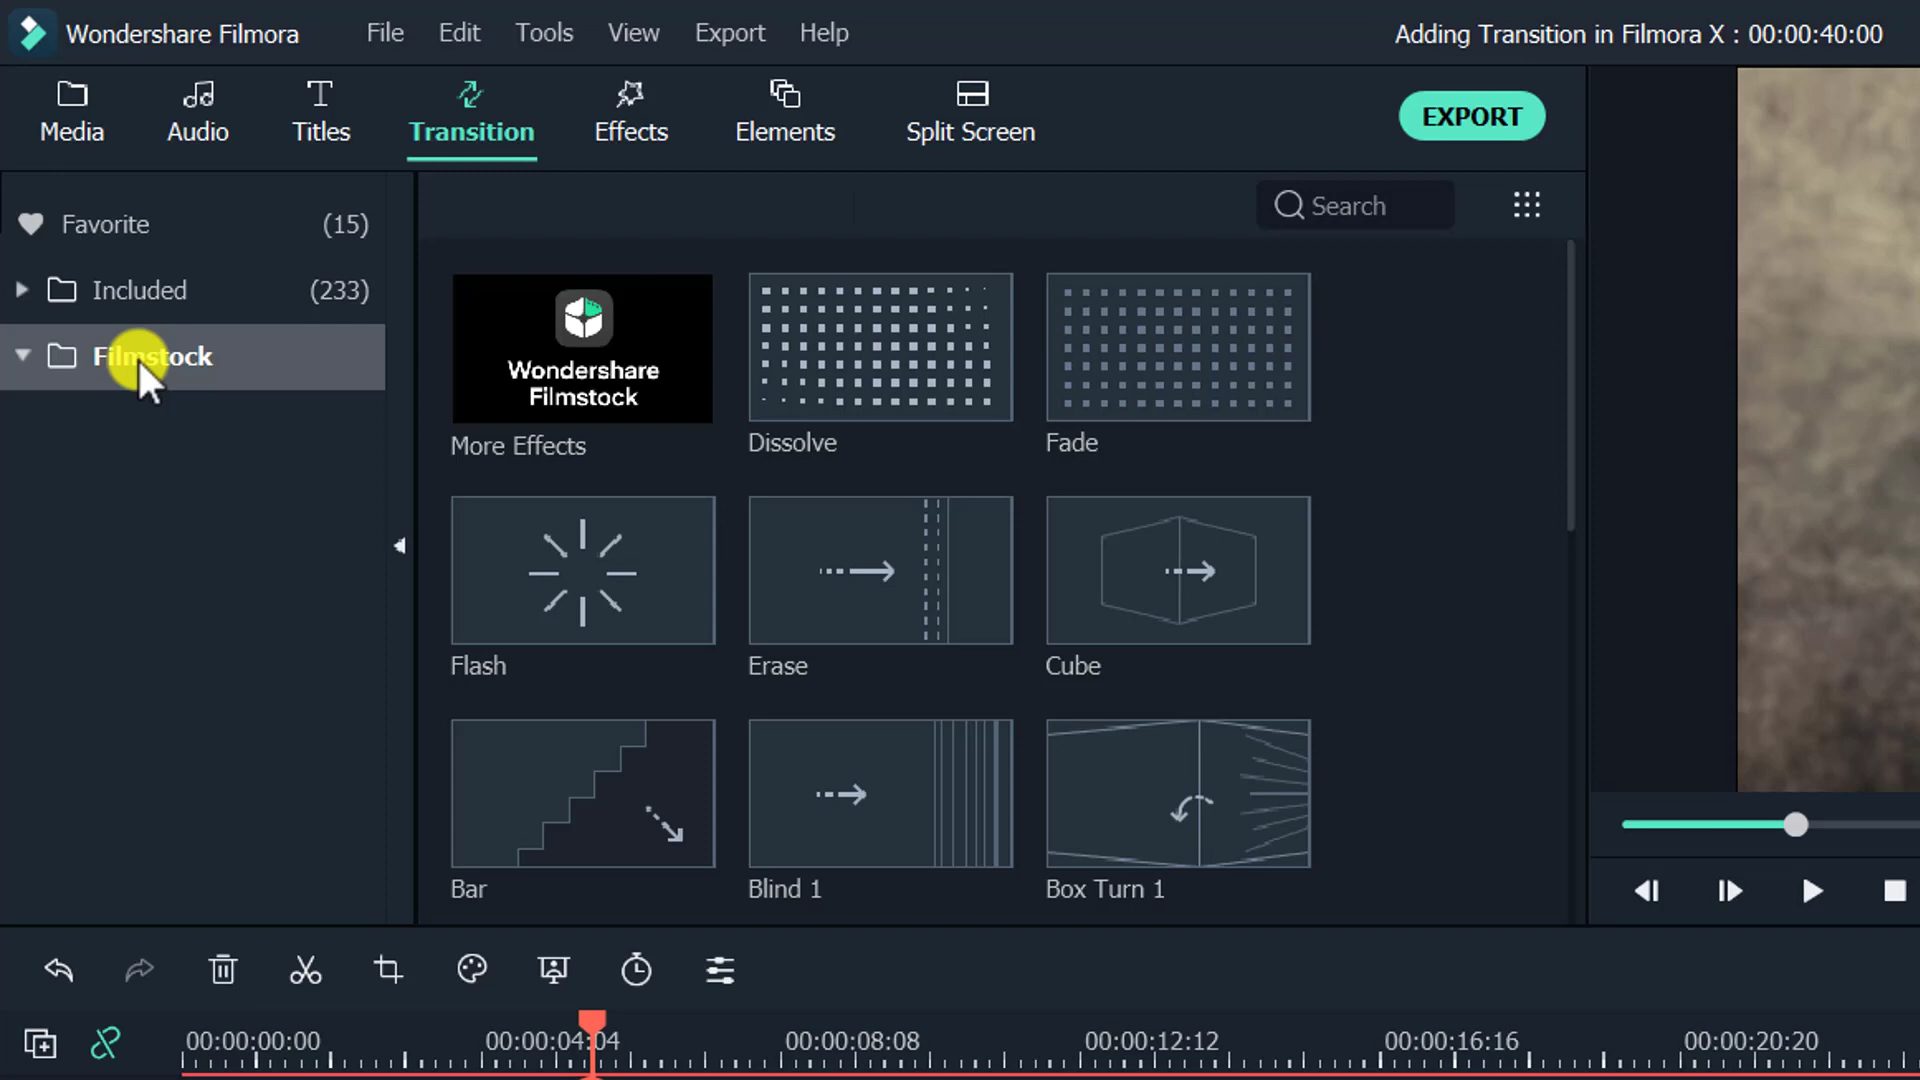 Wondershare Filmora
File Edit Tools View Export Help
Adding Transition in Filmora X : 00:00:40:00
Media Audio Titles Transition Effects Elements Split Screen
EXPORT
Favorite (15)
Search
Included (233)
Filmstock
Wondershare
Filmstock
More Effects Dissolve Fade
Flash Erase Cube
Bar Blind 1 Box Turn 1
00:00:00:00 00:00:04:04 00:00:08:08 00:00:12:12 00:00:16:16 00:00:20:20